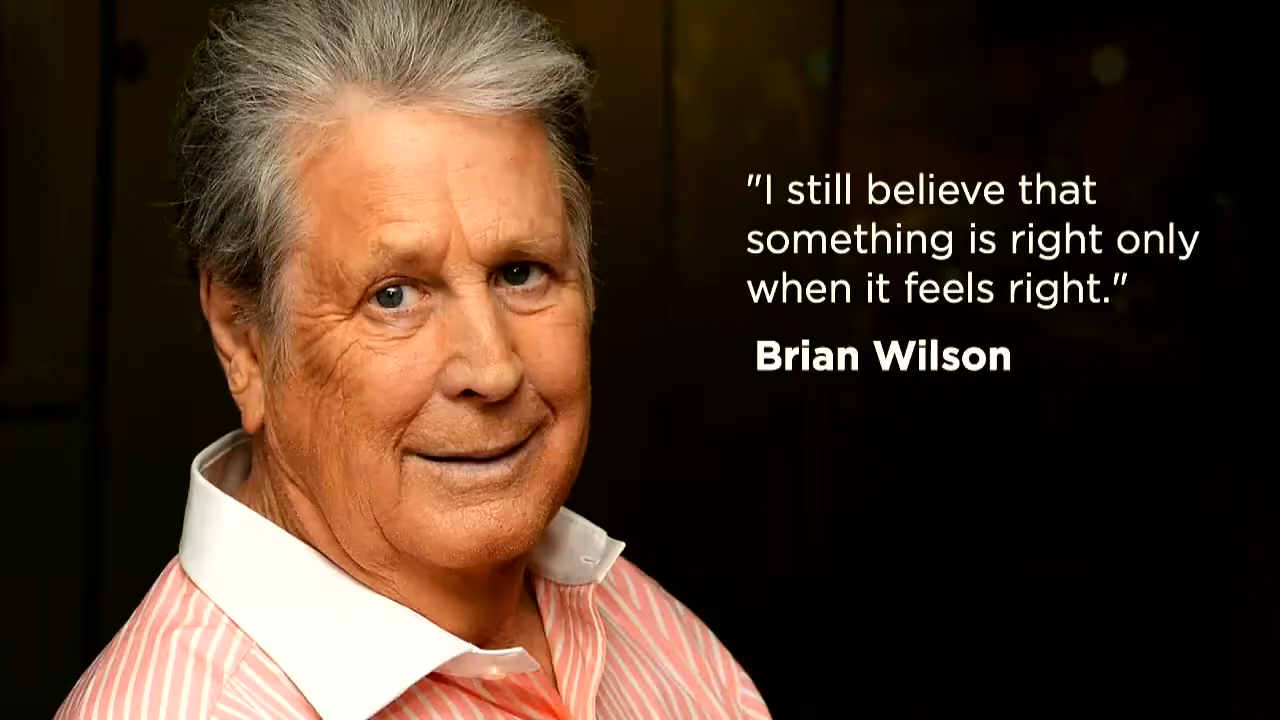 "I still believe that
something is right only
when it feels right."
Brian Wilson